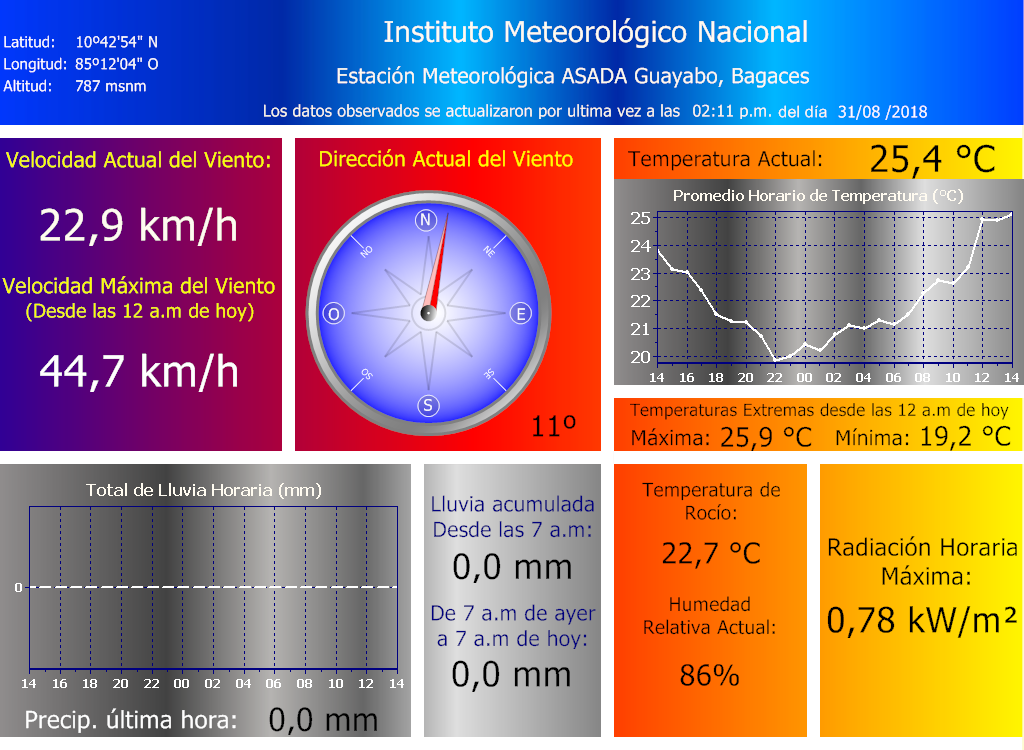 Instituto Meteorológico Nacional
Latitud: 10º42'54" N
Longitud: 85º12'04" O
Altitud: 787 msnm
Estación Meteorológica ASADA Guayabo, Bagaces
Los datos observados se actualizaron por ultima vez a las 02:11 p.m. del día 31/08 /2018
Velocidad Actual del Viento:
22,9 km/h
Velocidad Máxima del Viento
(Desde las 12 a.m de hoy)
44,7 km/h
Dirección Actual del Viento
N
NO
NE
O
E
SO
SE
S
11º
Temperatura Actual: 25,4 °C
Promedio Horario de Temperatura (°C)
25
24
23
22
21
20
14 16 18 20 22 00 02 04 06 08 10 12 14
Temperaturas Extremas desde las 12 a.m de hoy
Máxima: 25,9 °C Mínima: 19,2 °C
Total de Lluvia Horaria (mm)
0
14 16 18 20 22 00 02 04 06 08 10 12 14
Precip. última hora: 0,0 mm
Lluvia acumulada
Desde las 7 a.m:
0,0 mm
De 7 a.m de ayer
a 7 a.m de hoy:
0,0 mm
Temperatura de
Rocío:
22,7 °C
Humedad
Relativa Actual:
86%
Radiación Horaria
Máxima:
0,78 kW/m²